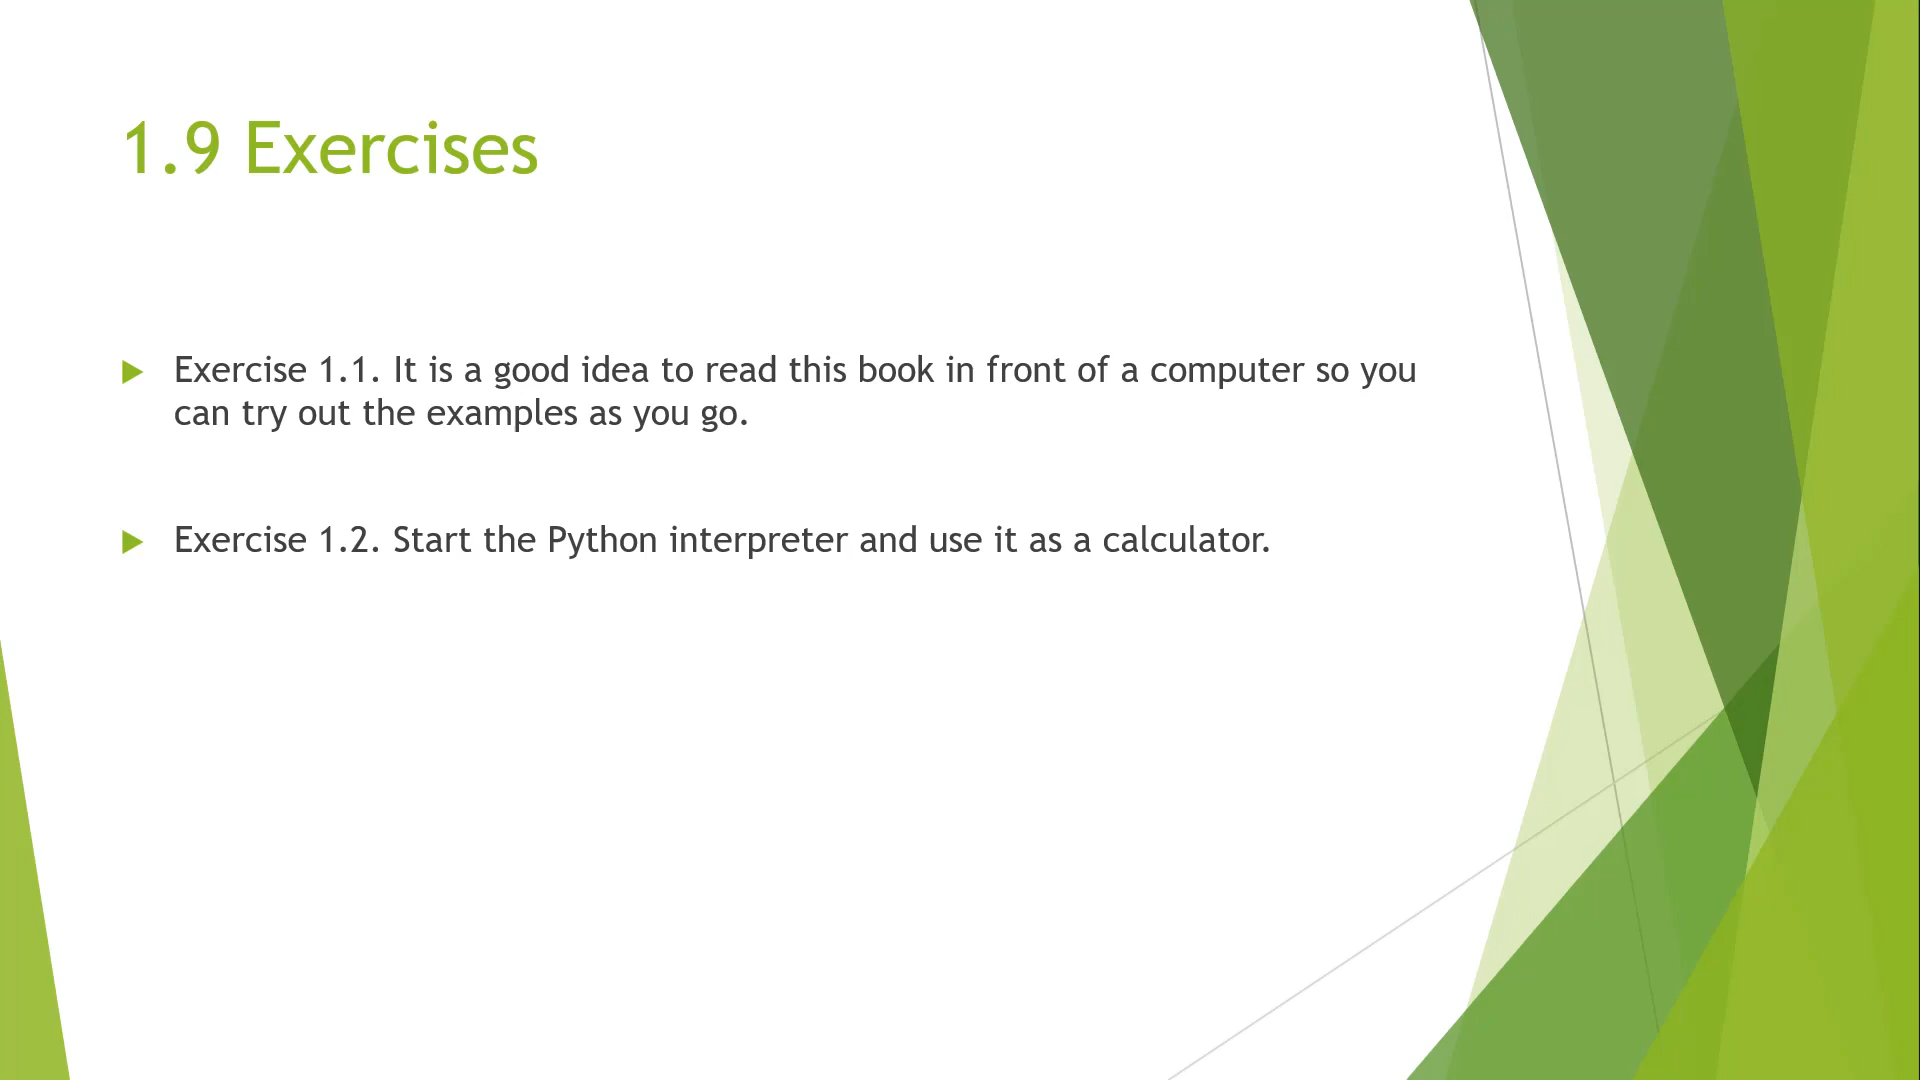 1.9 Exercises
Exercise 1.1. It is a good idea to read this book in front of a computer so you
can try out the examples as you go.
Exercise 1.2. Start the Python interpreter and use it as a calculator.